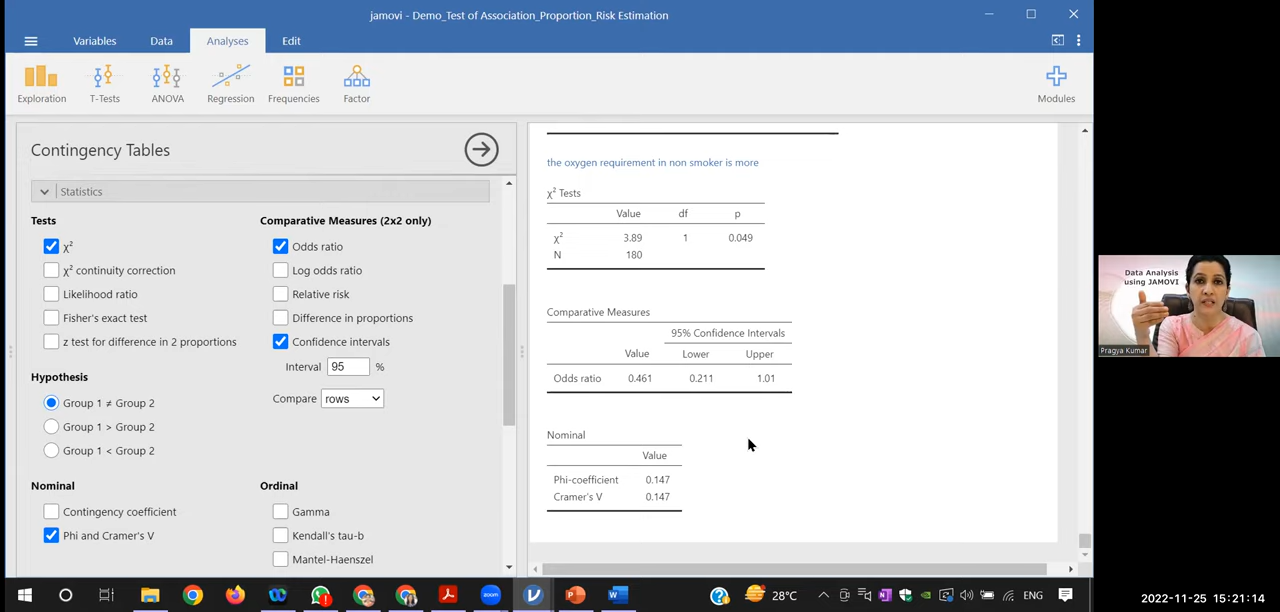 jamovi - Demo_Test of Association_Proportion_Risk Estimation
Variables Data Analyses Edit
Exploration T-Tests ANOVA Regression Frequencies Factor Modules
Contingency Tables
Statistics
Tests
χ²
χ² continuity correction
Likelihood ratio
Fisher's exact test
z test for difference in 2 proportions
Hypothesis
Group 1 ≠ Group 2
Group 1 > Group 2
Group 1 < Group 2
Nominal
Contingency coefficient
Phi and Cramer's V
Comparative Measures (2x2 only)
Odds ratio
Log odds ratio
Relative risk
Difference in proportions
Confidence intervals
Interval 95 %
Compare rows
Ordinal
Gamma
Kendall's tau-b
Mantel-Haenszel
the oxygen requirement in non smoker is more
χ² Tests
Value df p
χ² 3.89 1 0.049
N 180
Comparative Measures
95% Confidence Intervals
Value Lower Upper
Odds ratio 0.461 0.211 1.01
Nominal
Value
Phi-coefficient 0.147
Cramer's V 0.147
Data Analysis
using JAMOVI
Pragya Kumar
zoom
28°C
ENG
2022-11-25 15:21:14